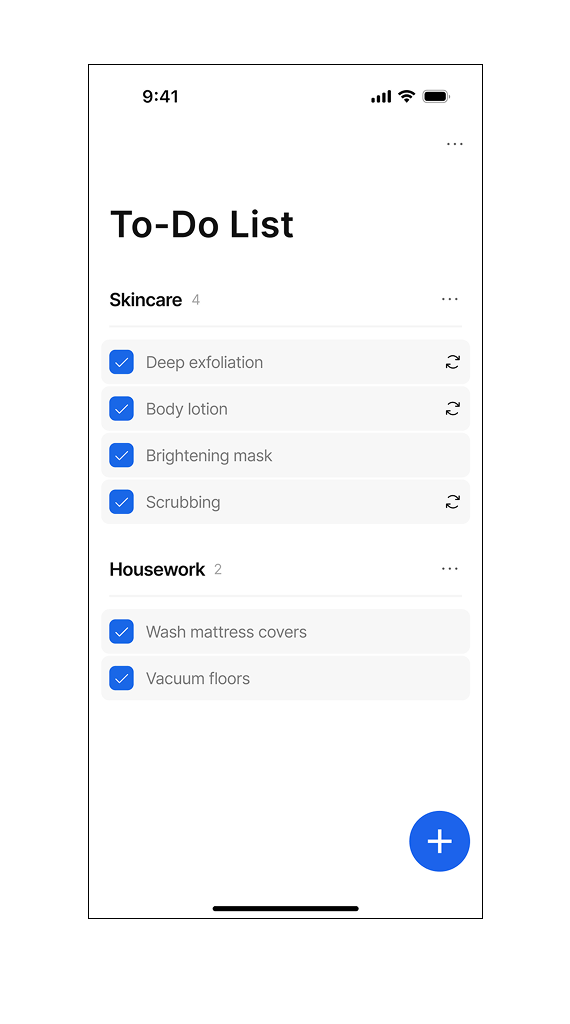 9:41
To-Do List
Skincare 4
Deep exfoliation
Body lotion
Brightening mask
Scrubbing
Housework 2
Wash mattress covers
Vacuum floors